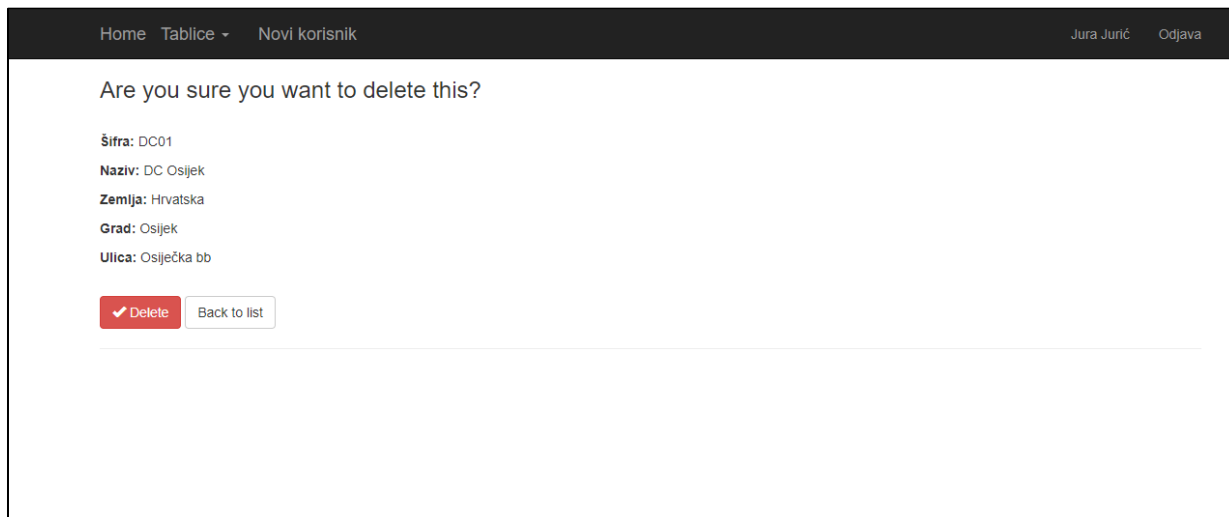 Home Tablice Novi korisnik Jura Jurić Odjava
Are you sure you want to delete this?
Šifra: DC01
Naziv: DC Osijek
Zemlja: Hrvatska
Grad: Osijek
Ulica: Osiječka bb
Delete Back to list